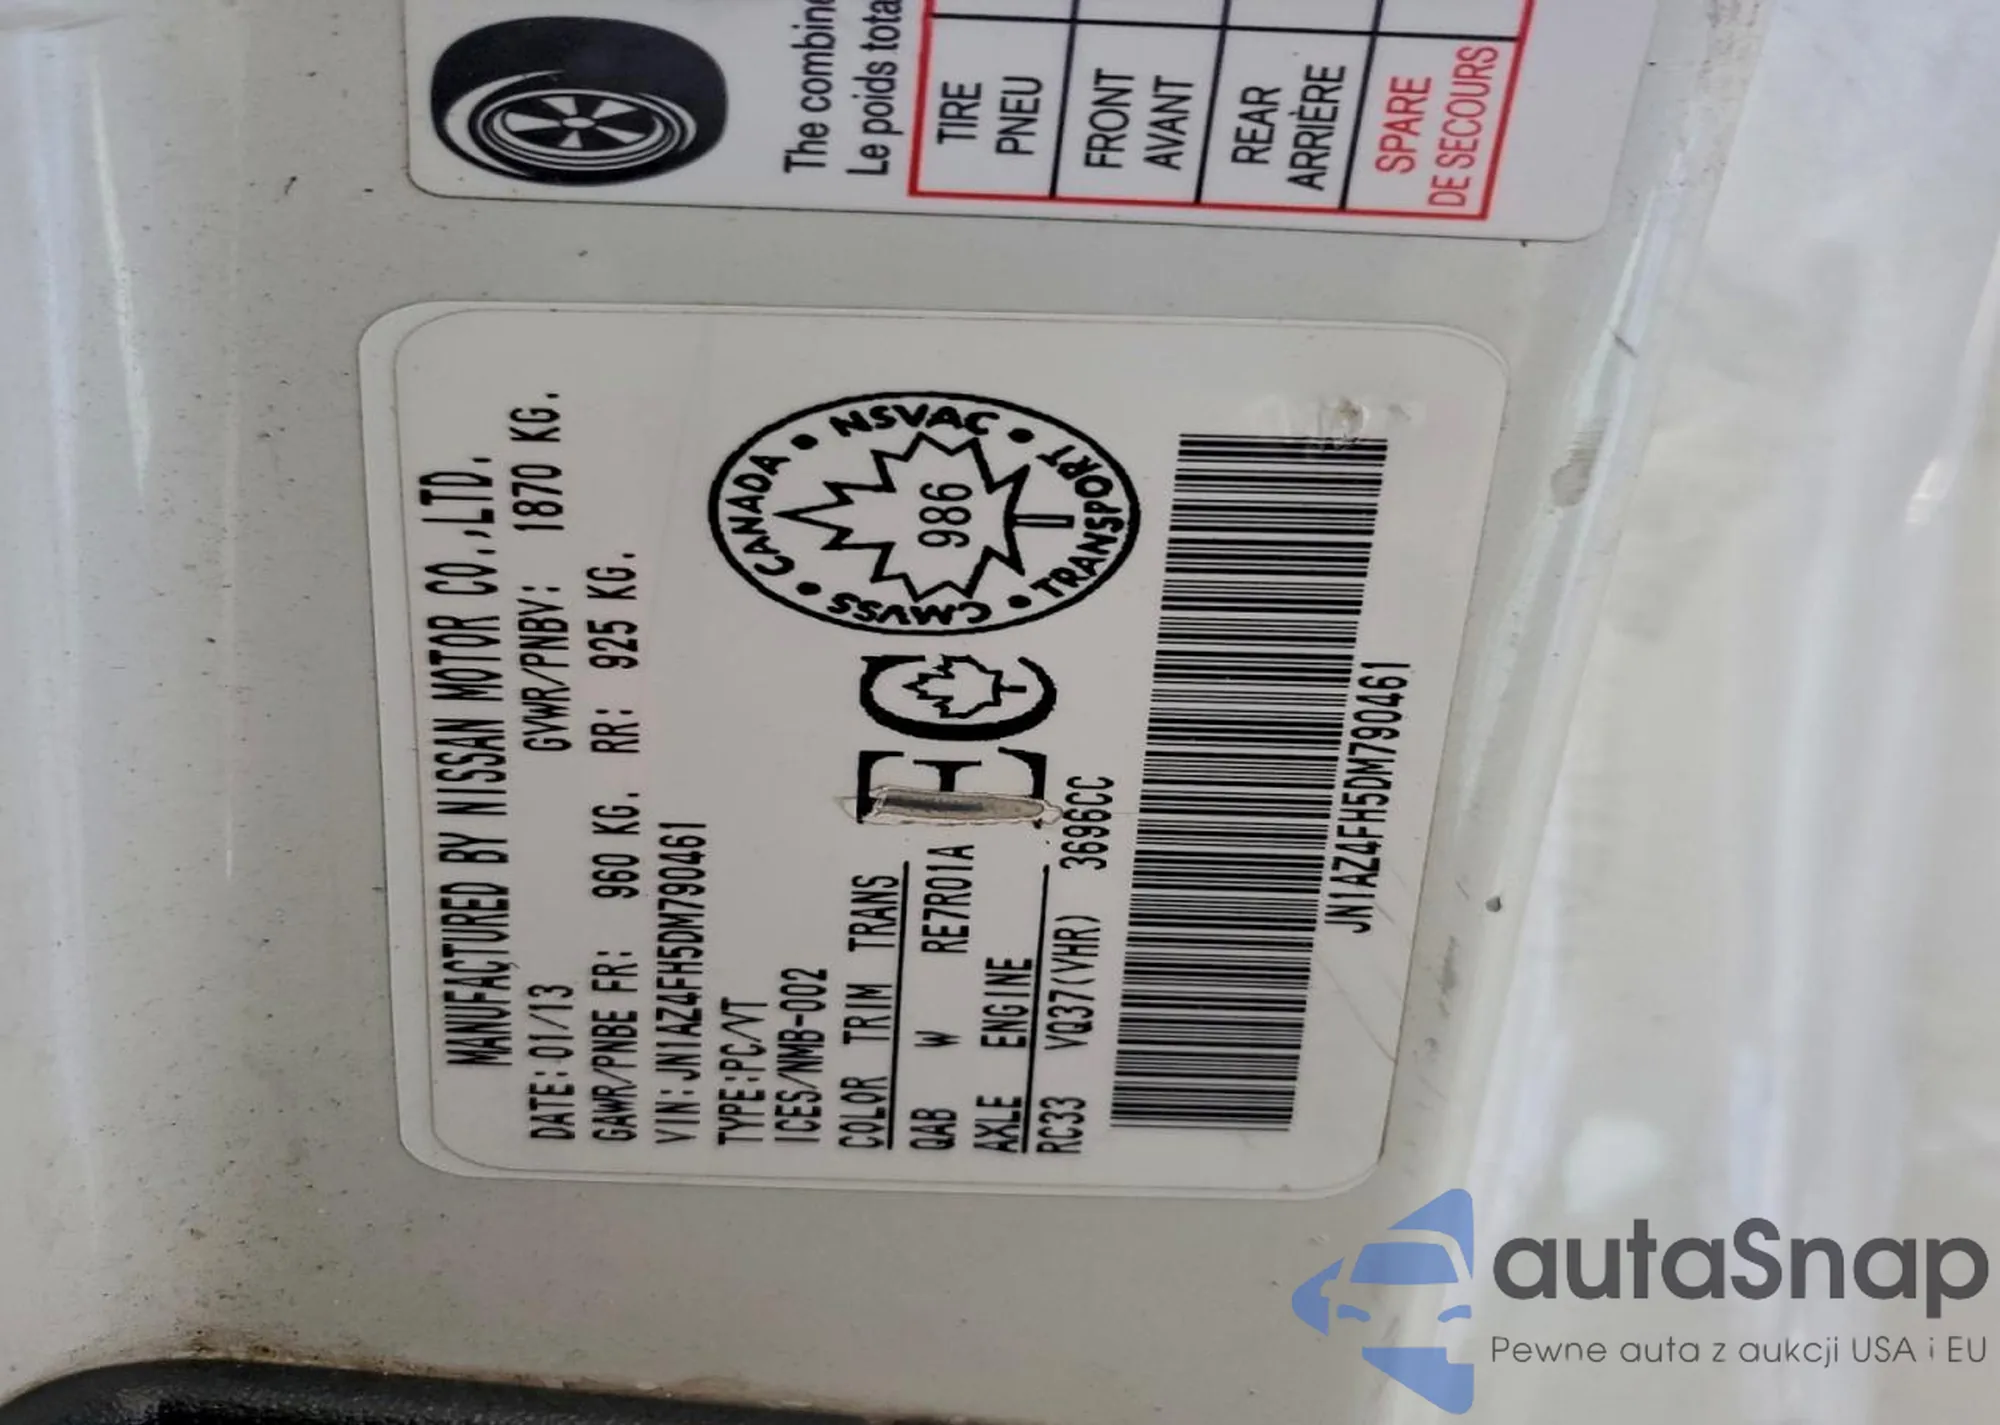 The combine
Le poids tota
TIRE
PNEU
FRONT
AVANT
REAR
ARRIÈRE
SPARE
DE SECOURS
MANUFACTURED BY NISSAN MOTOR CO.,LTD.
DATE:01/13 GVWR/PNBV: 1870 KG.
GAWR/PNBE FR: 960 KG. RR: 925 KG.
VIN:JN1AZ4FH5DM790461
TYPE:PC/VT
ICES/NMB-002
COLOR TRIM TRANS
QAB W RE7R01A
AXLE ENGINE
RC33 VQ37(VHR) 3696CC
EC
CANADA • NSVAC • TRANSPORT • CMVSS •
986
JN1AZ4FH5DM790461
autaSnap
Pewne auta z aukcji USA i EU